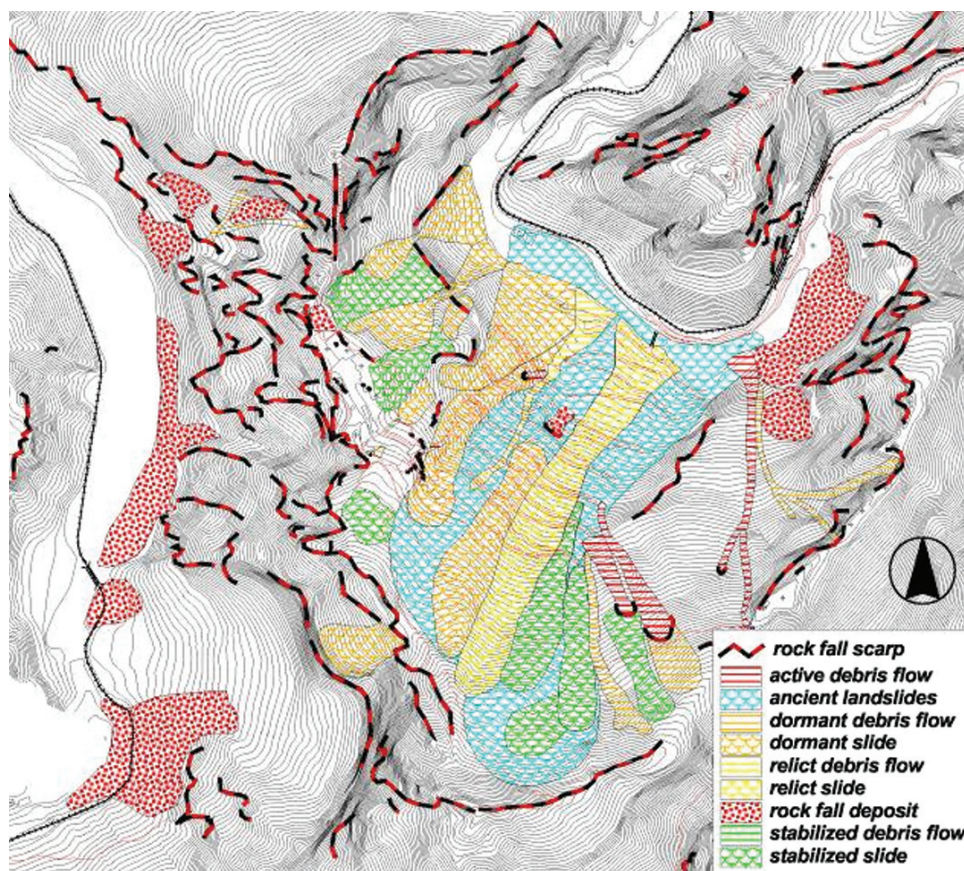 rock fall scarp
active debris flow
ancient landslides
dormant debris flow
dormant slide
relict debris flow
relict slide
rock fall deposit
stabilized debris flow
stabilized slide